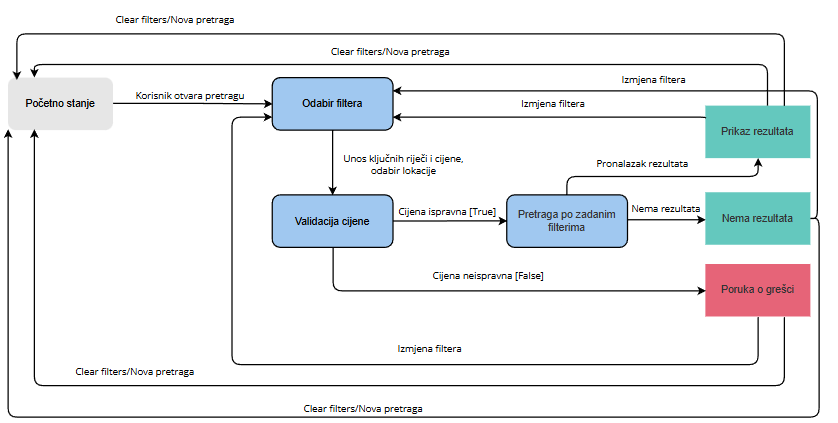 Clear filters/Nova pretraga
Clear filters/Nova pretraga
Izmjena filtera
Početno stanje
Korisnik otvara pretragu
Odabir filtera
Izmjena filtera
Prikaz rezultata
Unos ključnih riječi i cijene,
odabir lokacije
Pronalazak rezultata
Validacija cijene
Cijena ispravna [True]
Pretraga po zadanim
filterima
Nema rezultata
Nema rezultata
Cijena neispravna [False]
Poruka o grešci
Izmjena filtera
Clear filters/Nova pretraga
Clear filters/Nova pretraga